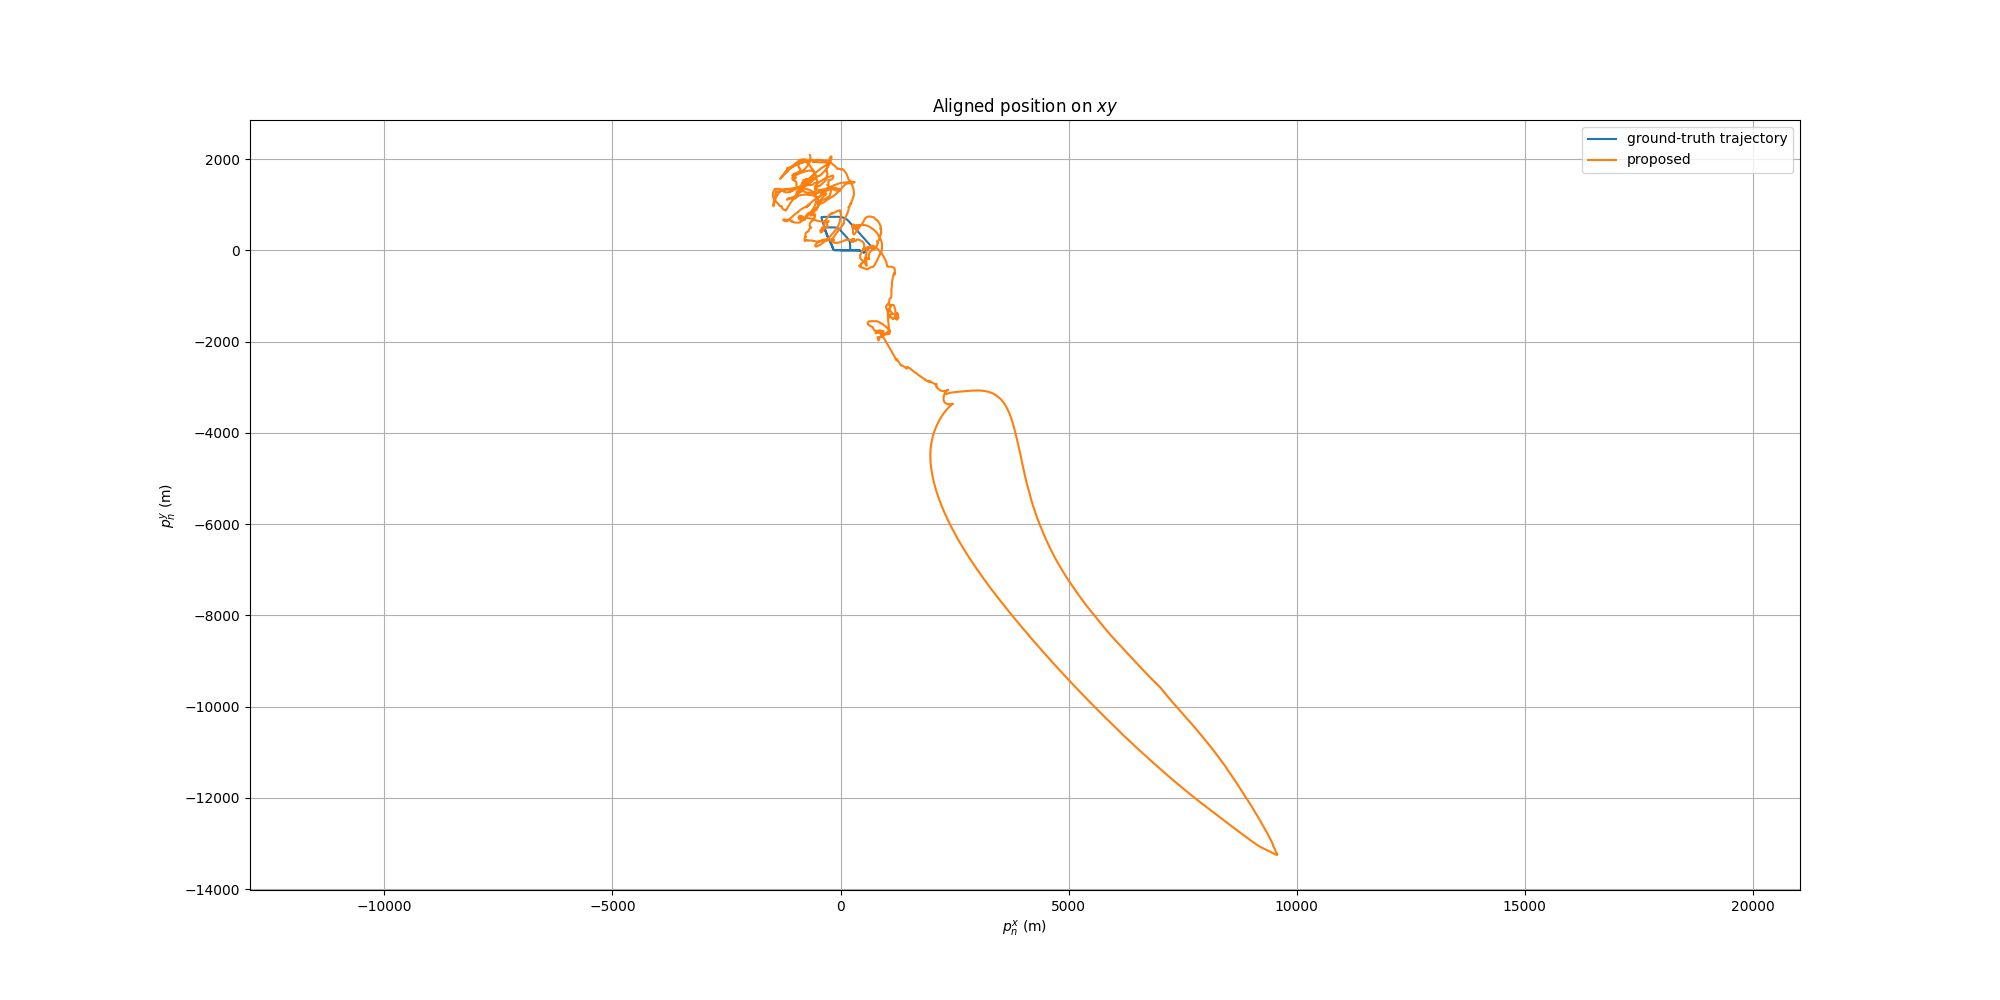 Aligned position on xy
ground-truth trajectory
proposed
2000
0
−2000
−4000
−6000
−8000
−10000
−12000
−14000
p_n^y (m)
−10000 −5000 0 5000 10000 15000 20000
p_n^x (m)